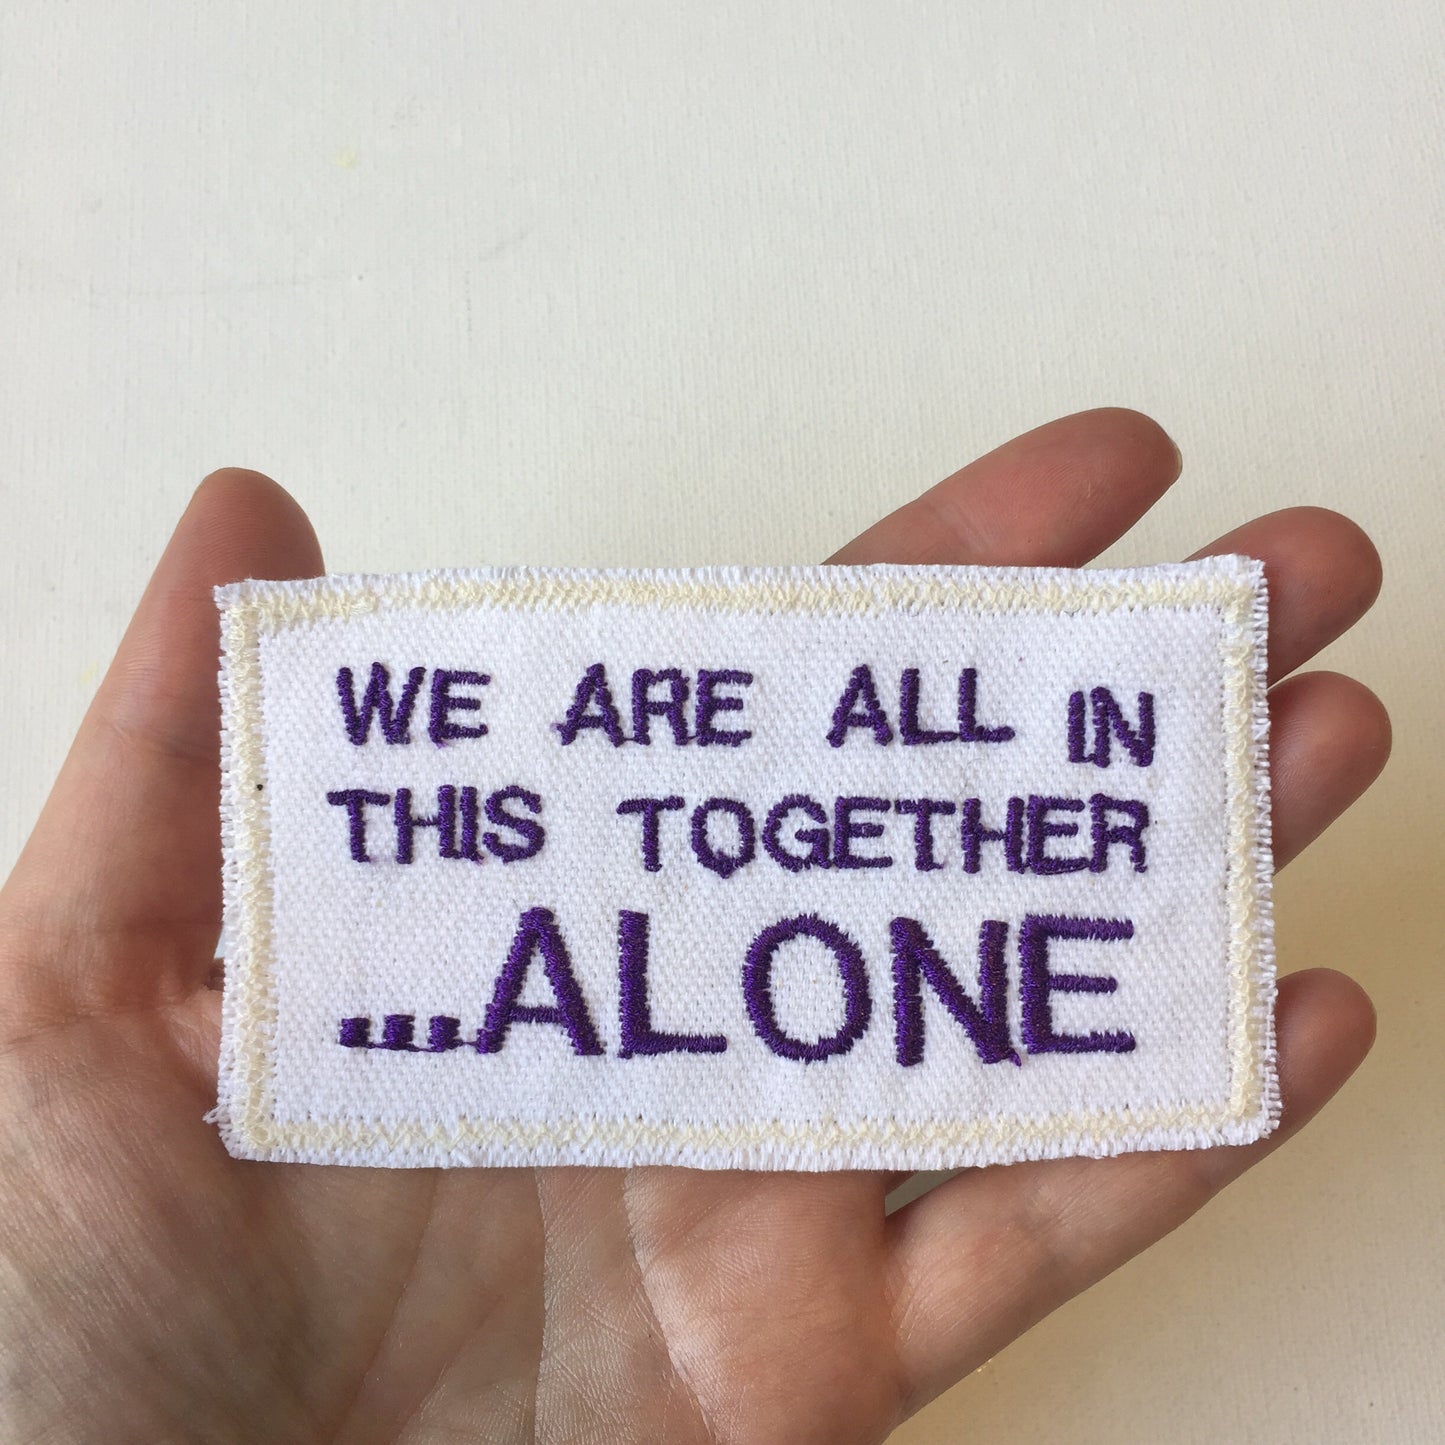 WE ARE ALL IN
THIS TOGETHER
...ALONE